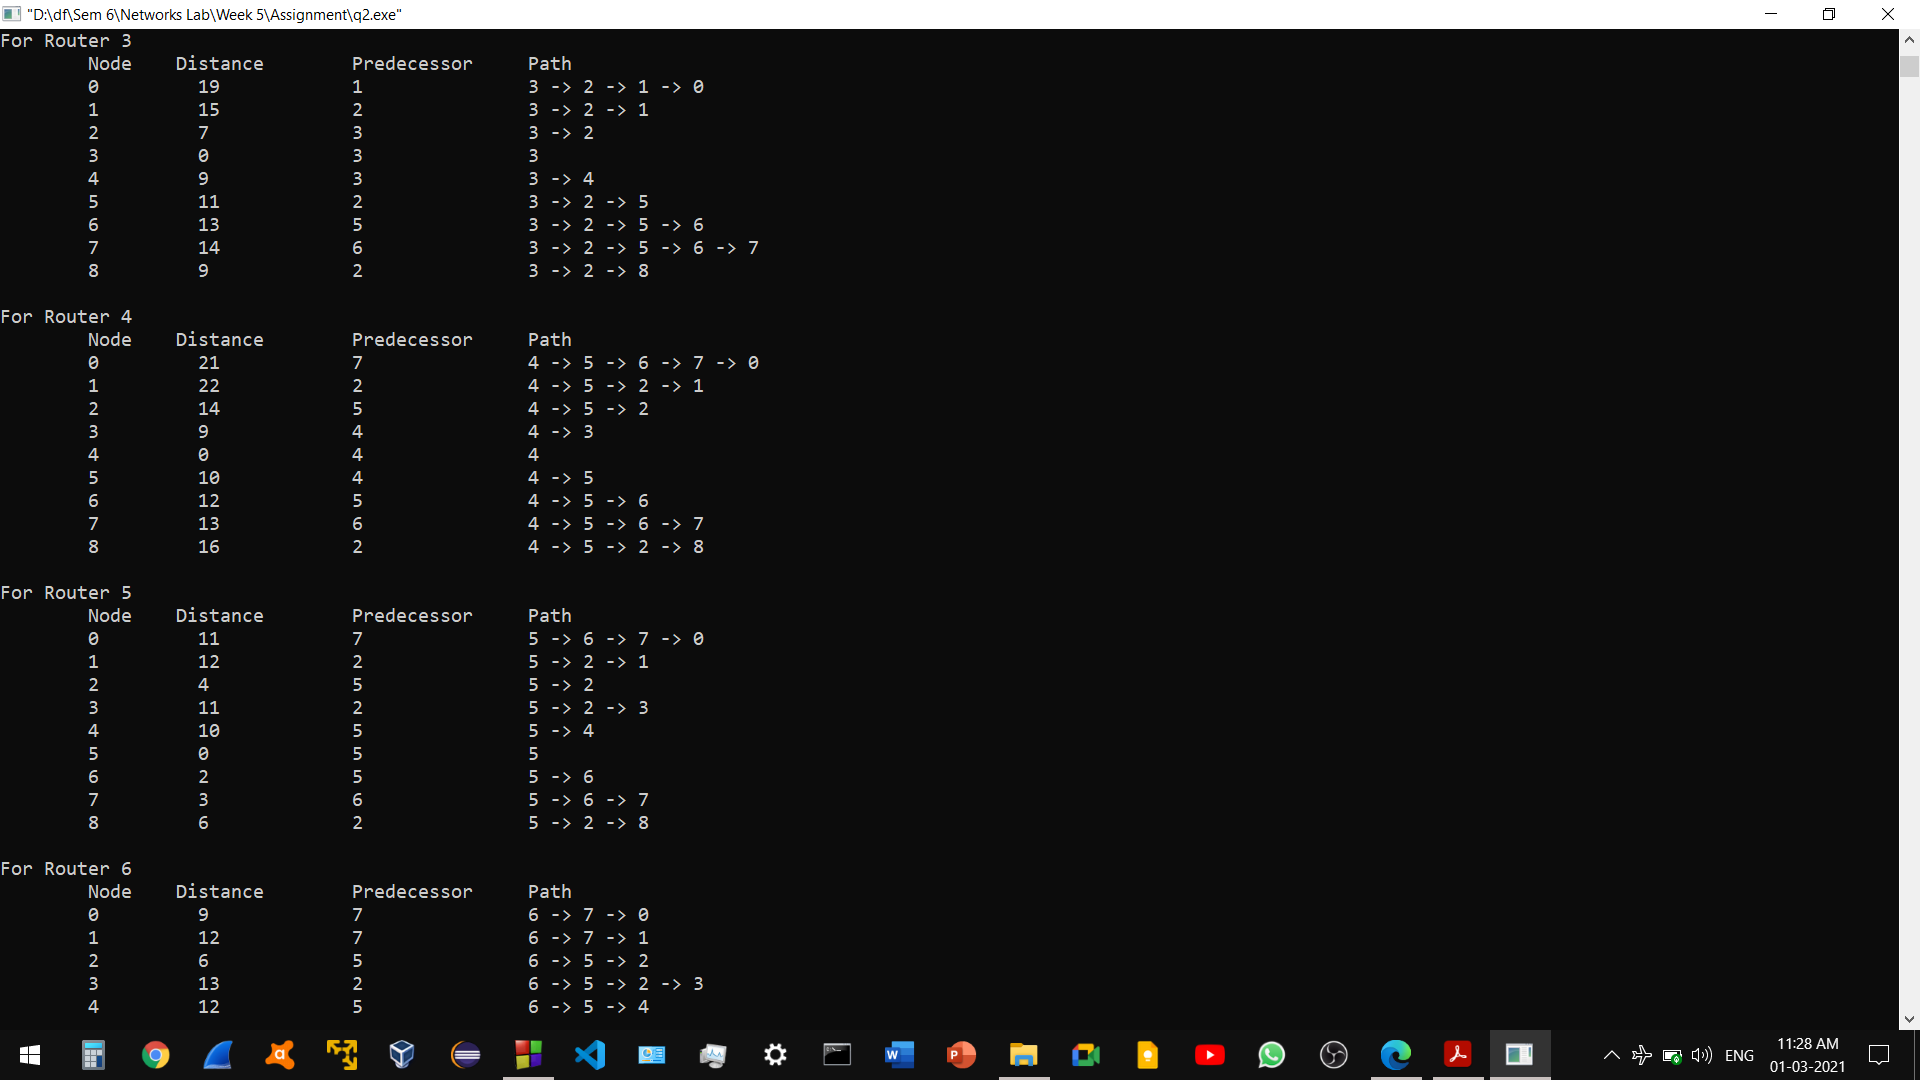 "D:\df\Sem 6\Networks Lab\Week 5\Assignment\q2.exe"
For Router 3
Node Distance Predecessor Path
0 19 1 3 -> 2 -> 1 -> 0
1 15 2 3 -> 2 -> 1
2 7 3 3 -> 2
3 0 3 3
4 9 3 3 -> 4
5 11 2 3 -> 2 -> 5
6 13 5 3 -> 2 -> 5 -> 6
7 14 6 3 -> 2 -> 5 -> 6 -> 7
8 9 2 3 -> 2 -> 8
For Router 4
Node Distance Predecessor Path
0 21 7 4 -> 5 -> 6 -> 7 -> 0
1 22 2 4 -> 5 -> 2 -> 1
2 14 5 4 -> 5 -> 2
3 9 4 4 -> 3
4 0 4 4
5 10 4 4 -> 5
6 12 5 4 -> 5 -> 6
7 13 6 4 -> 5 -> 6 -> 7
8 16 2 4 -> 5 -> 2 -> 8
For Router 5
Node Distance Predecessor Path
0 11 7 5 -> 6 -> 7 -> 0
1 12 2 5 -> 2 -> 1
2 4 5 5 -> 2
3 11 2 5 -> 2 -> 3
4 10 5 5 -> 4
5 0 5 5
6 2 5 5 -> 6
7 3 6 5 -> 6 -> 7
8 6 2 5 -> 2 -> 8
For Router 6
Node Distance Predecessor Path
0 9 7 6 -> 7 -> 0
1 12 7 6 -> 7 -> 1
2 6 5 6 -> 5 -> 2
3 13 2 6 -> 5 -> 2 -> 3
4 12 5 6 -> 5 -> 4
ENG
11:28 AM
01-03-2021